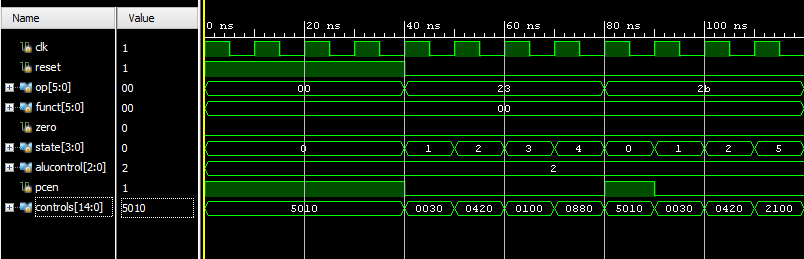 Name Value 0 ns 20 ns 40 ns 60 ns 80 ns 100 ns
clk 1
reset 1
op[5:0] 00 00 23 2b
funct[5:0] 00 00
zero 0
state[3:0] 0 0 1 2 3 4 0 1 2 5
alucontrol[2:0] 2 2
pcen 1
controls[14:0] 5010 5010 0030 0420 0100 0880 5010 0030 0420 2100